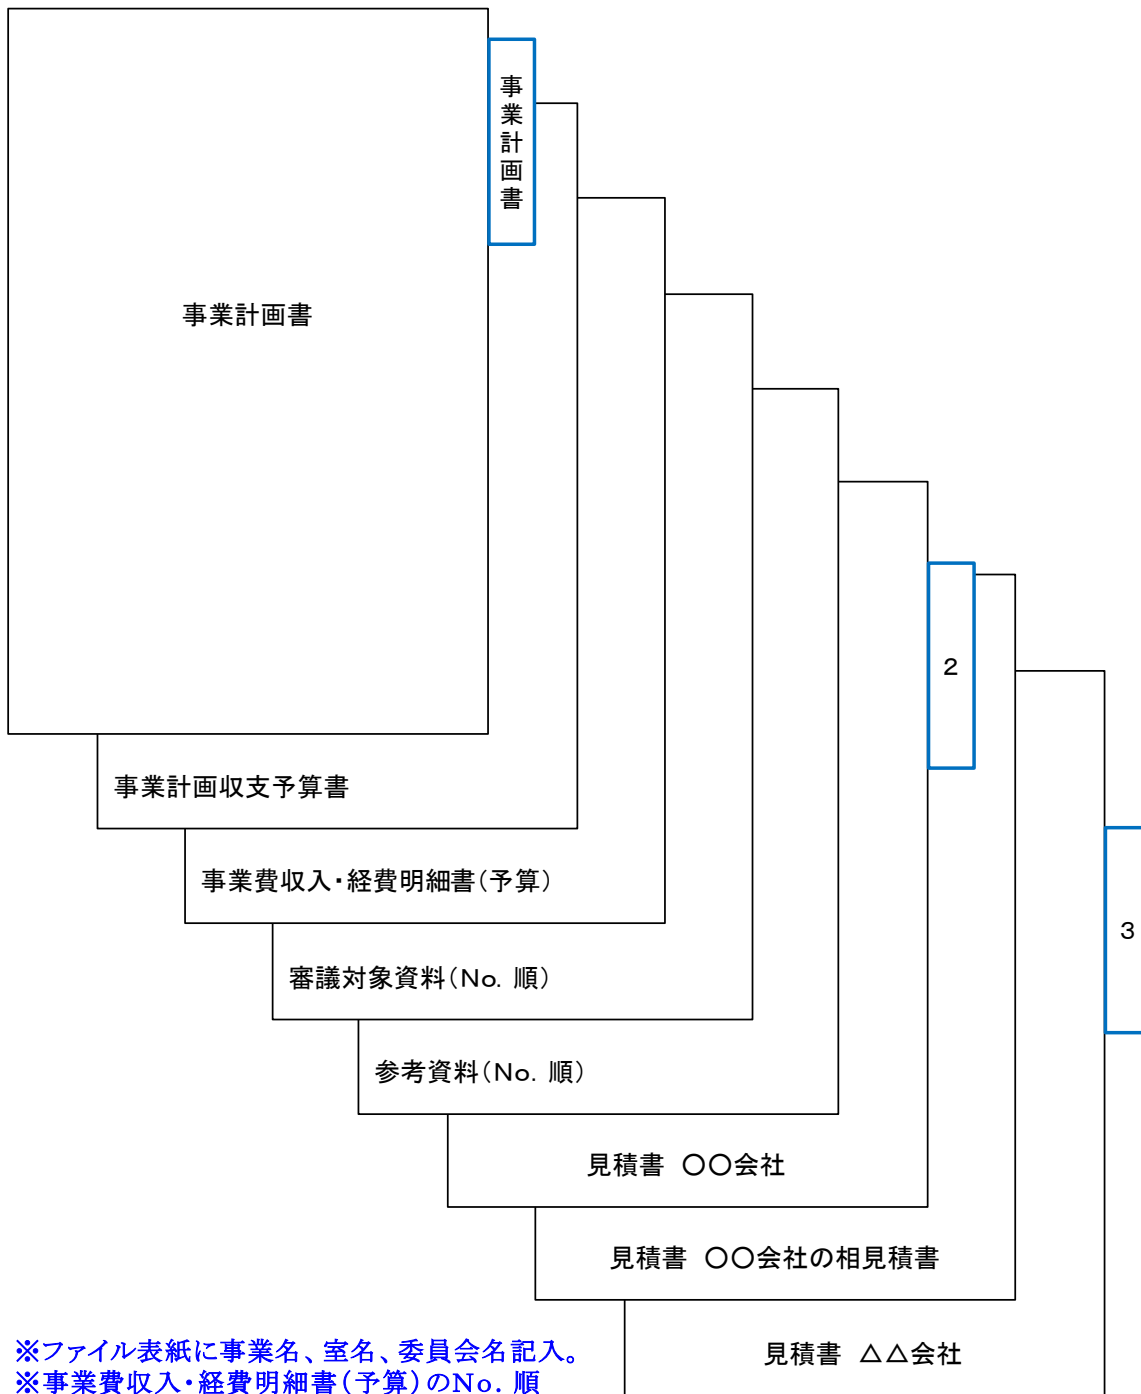 事業計画書
事業計画書
事業計画収支予算書
事業費収入・経費明細書(予算)
審議対象資料(No. 順)
参考資料(No. 順)
見積書　〇〇会社
2
見積書　〇〇会社の相見積書
見積書　△△会社
3
※ファイル表紙に事業名、室名、委員会名記入。
※事業費収入・経費明細書(予算)のNo. 順